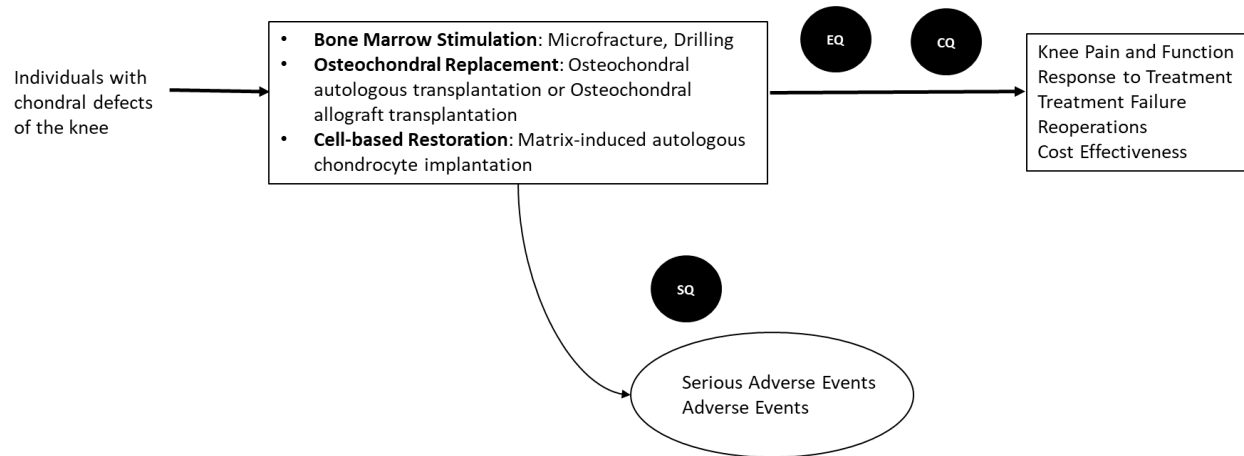 Individuals with
chondral defects
of the knee
• Bone Marrow Stimulation: Microfracture, Drilling
• Osteochondral Replacement: Osteochondral
autologous transplantation or Osteochondral
allograft transplantation
• Cell-based Restoration: Matrix-induced autologous
chondrocyte implantation
EQ
CQ
Knee Pain and Function
Response to Treatment
Treatment Failure
Reoperations
Cost Effectiveness
SQ
Serious Adverse Events
Adverse Events